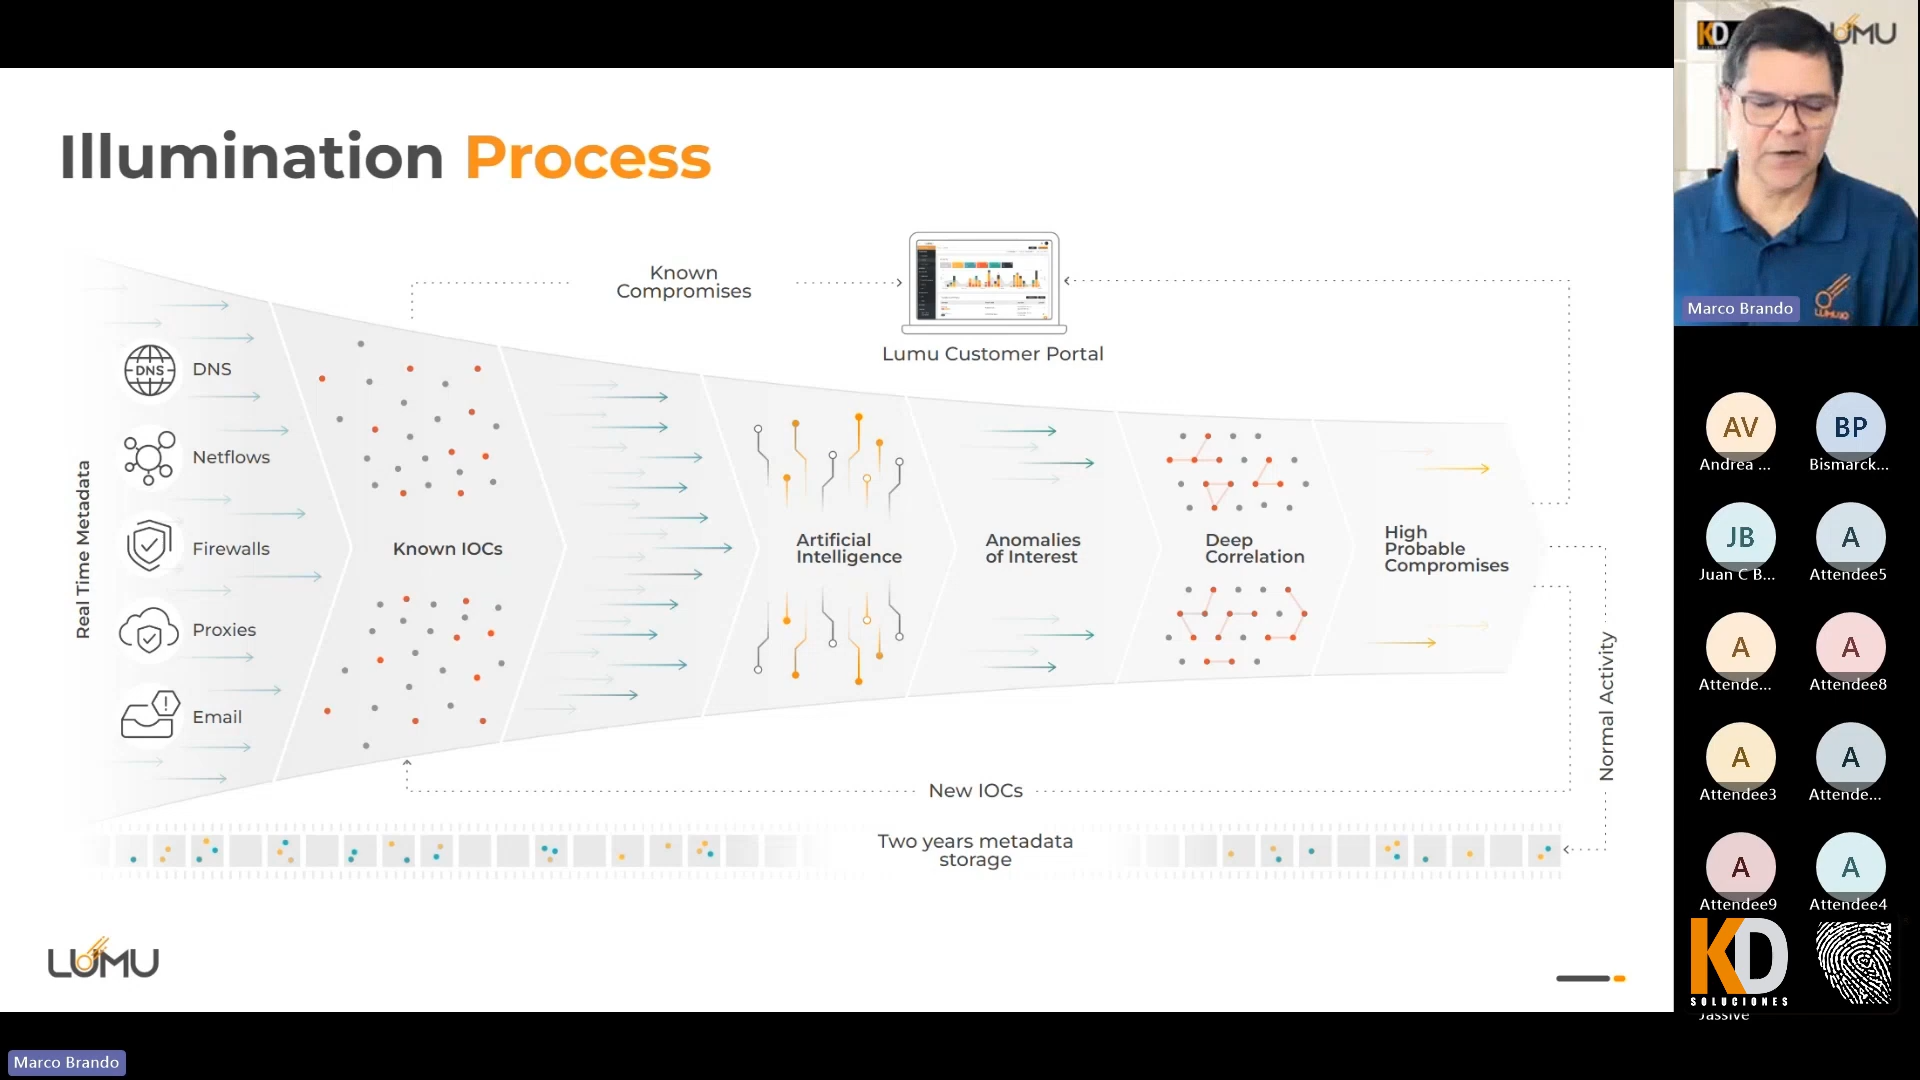 Illumination Process
Known
Compromises
Lumu Customer Portal
Real Time Metadata
DNS
DNS
Netflows
Firewalls
Proxies
Email
Known IOCs
Artificial
Intelligence
Anomalies
of Interest
Deep
Correlation
High
Probable
Compromises
Normal Activity
New IOCs
Two years metadata
storage
LUMU
Marco Brando
KD
LUMU
LUMU
Marco Brando
AV
Andrea ...
BP
Bismarck...
JB
Juan C B...
A
Attendee5
A
Attende...
A
Attendee8
A
Attendee3
A
Attende...
A
Attendee9
A
Attendee4
KD
SOLUCIONES